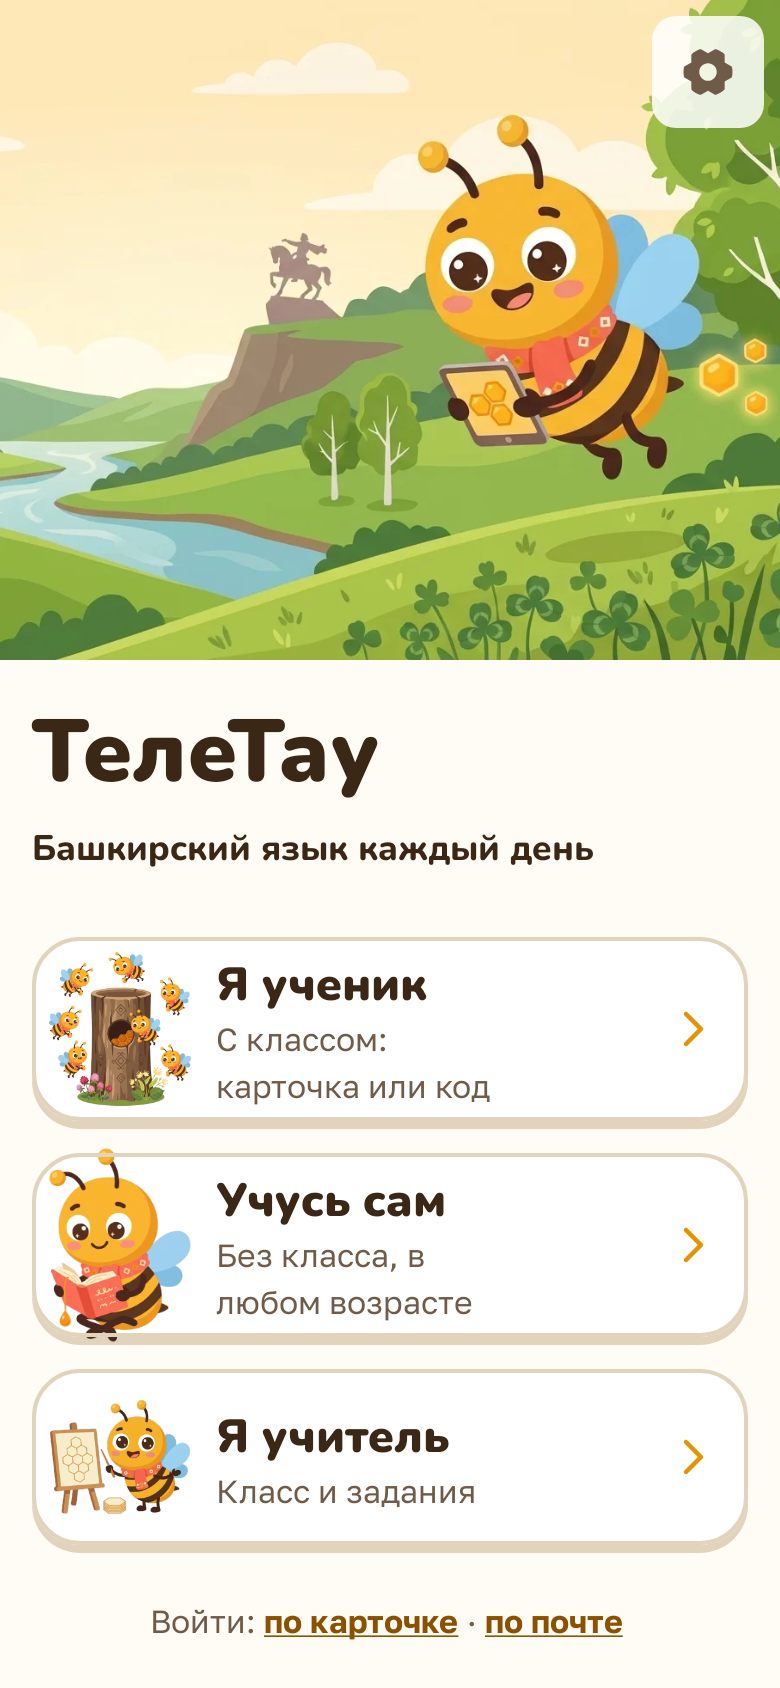 ТелеТау
Башкирский язык каждый день
Я ученик
С классом:
карточка или код
Учусь сам
Без класса, в
любом возрасте
Я учитель
Класс и задания
Войти: по карточке · по почте